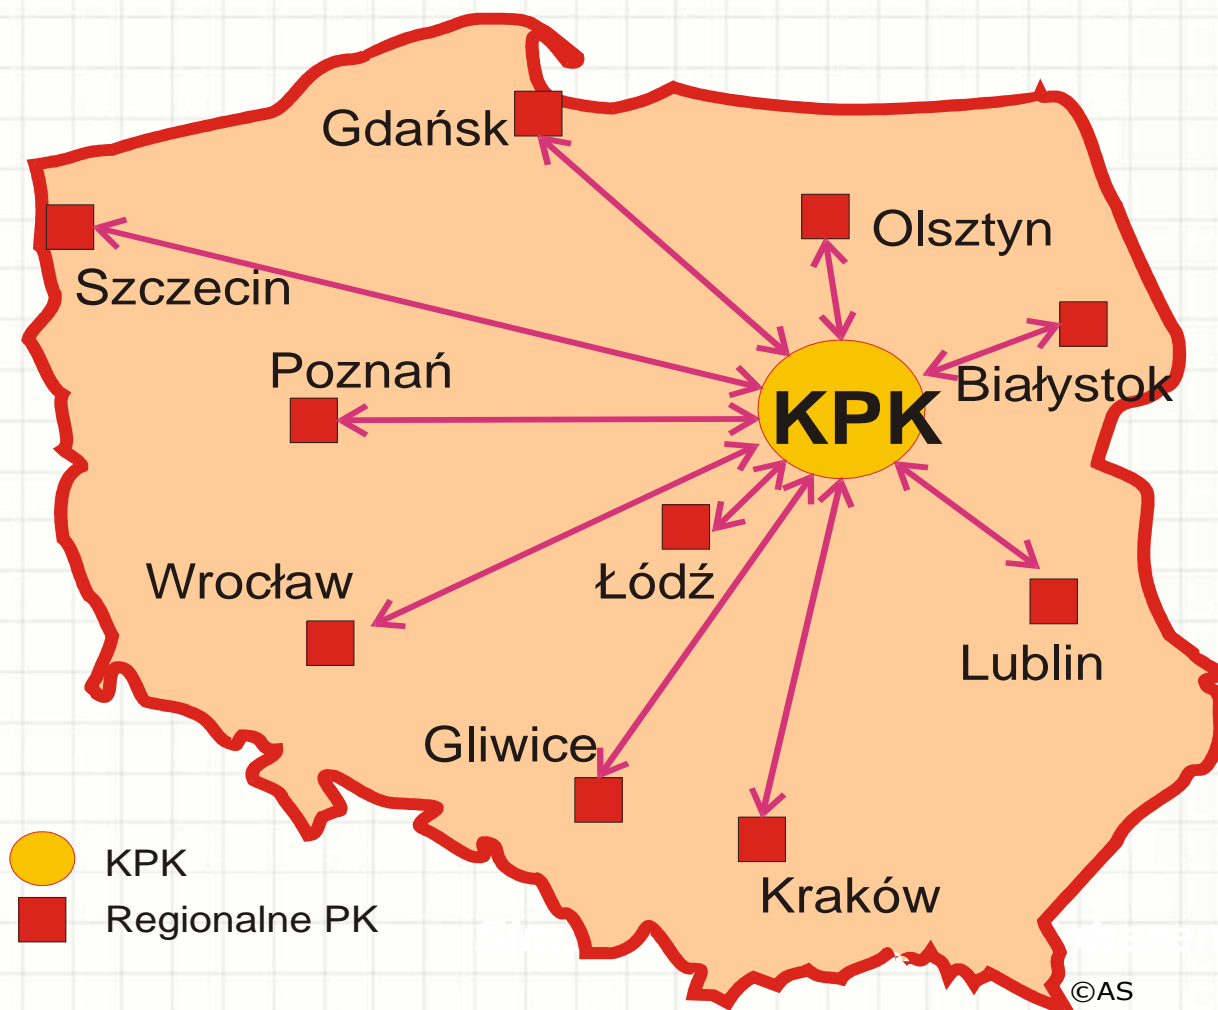 Gdańsk
Olsztyn
Szczecin
Białystok
Poznań
KPK
Wrocław
Łódź
Lublin
Gliwice
Kraków
KPK
Regionalne PK
©AS